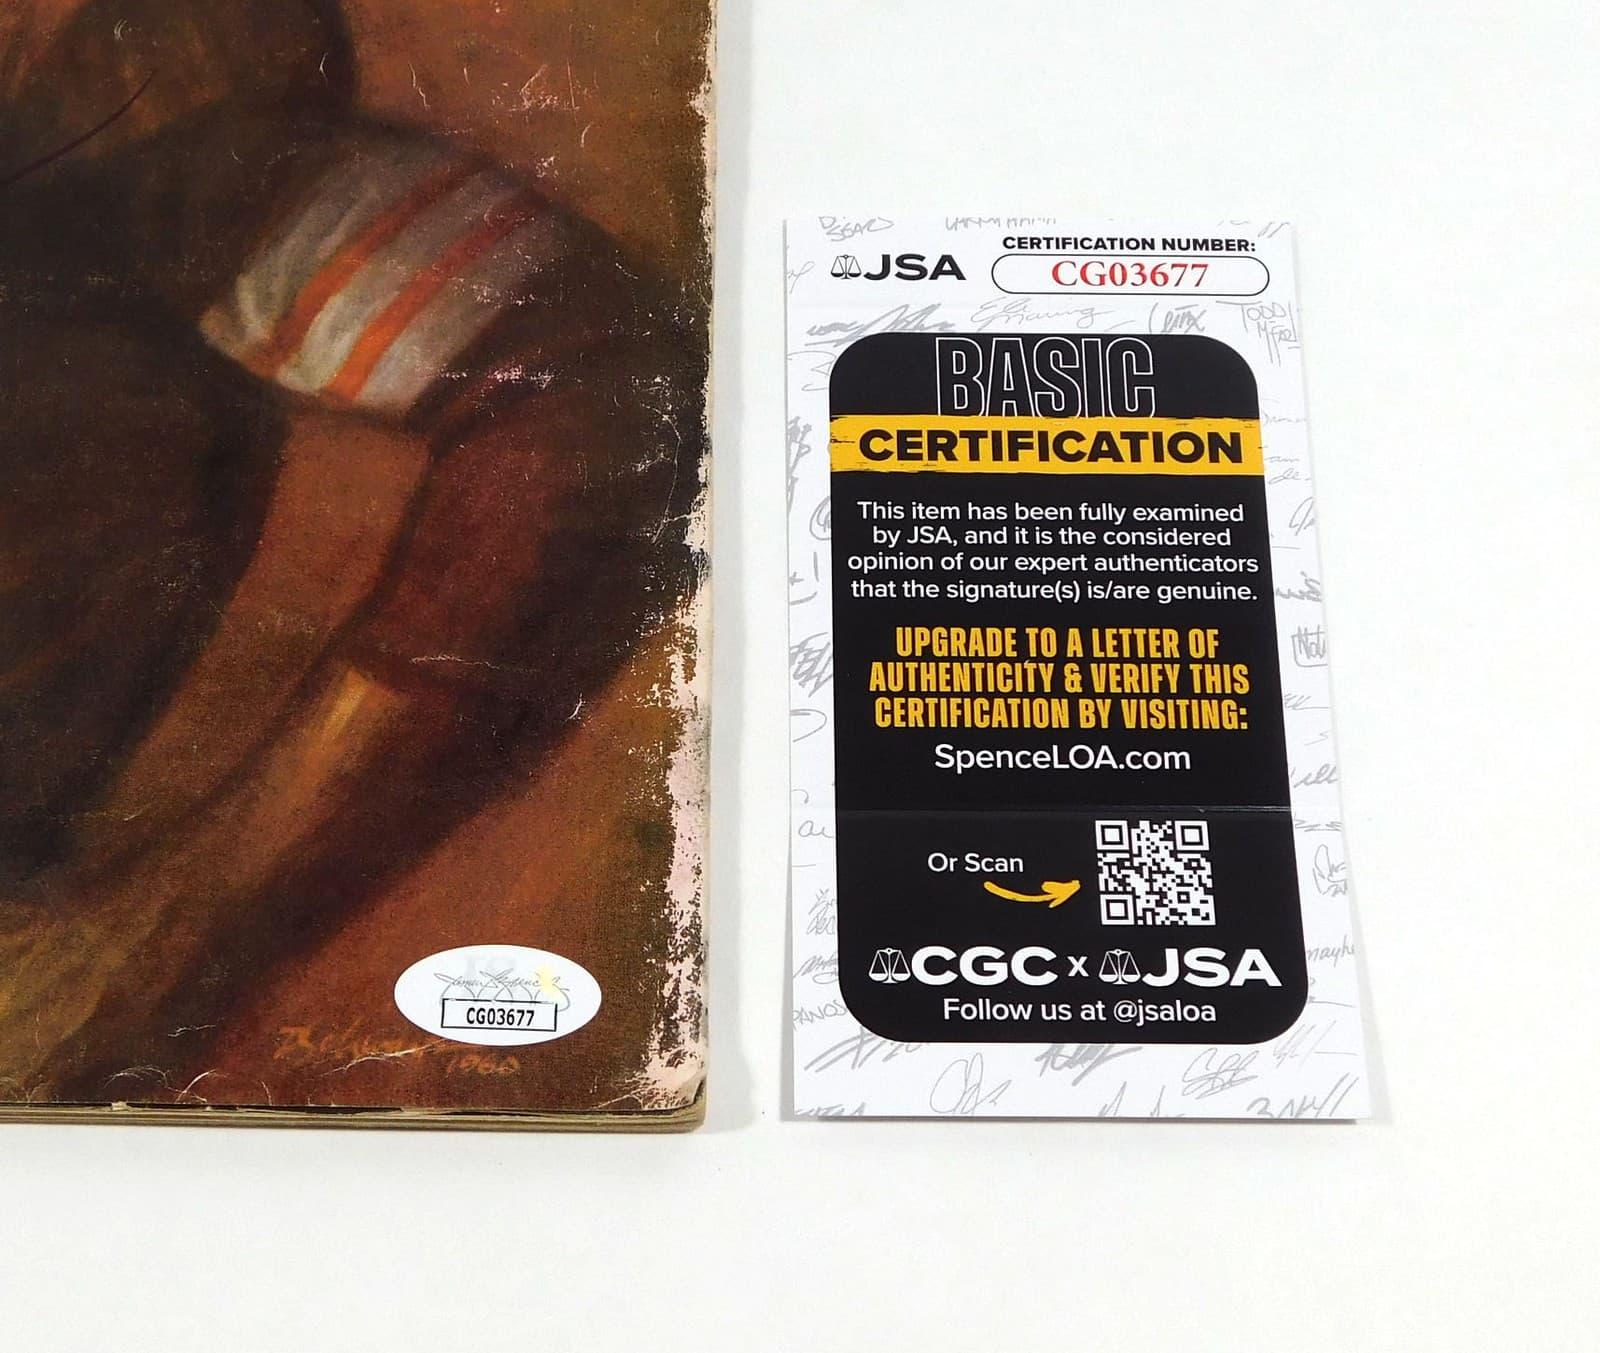 CERTIFICATION NUMBER:
JSA
CG03677
BASIC
CERTIFICATION
This item has been fully examined
by JSA, and it is the considered
opinion of our expert authenticators
that the signature(s) is/are genuine.
UPGRADE TO A LETTER OF
AUTHENTICITY & VERIFY THIS
CERTIFICATION BY VISITING:
SpenceLOA.com
Or Scan
CGC x JSA
Follow us at @jsaloa
CG03677